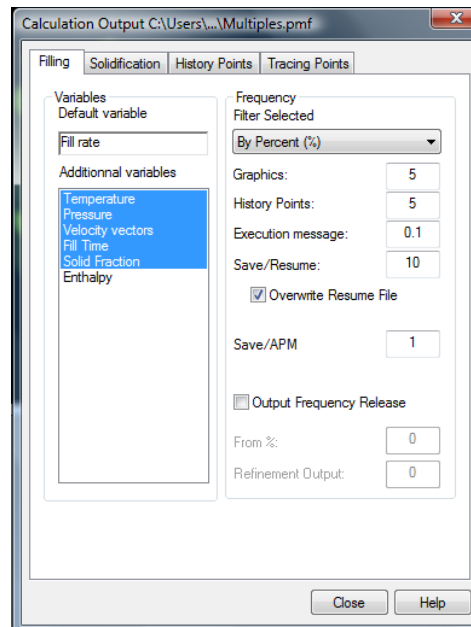 Calculation Output C:\Users\...\Multiples.pmf
Filling Solidification History Points Tracing Points
Variables
Default variable
Fill rate
Additionnal variables
Temperature
Pressure
Velocity vectors
Fill Time
Solid Fraction
Enthalpy
Frequency
Filter Selected
By Percent (%)
Graphics: 5
History Points: 5
Execution message: 0.1
Save/Resume: 10
Overwrite Resume File
Save/APM 1
Output Frequency Release
From %: 0
Refinement Output: 0
Close Help